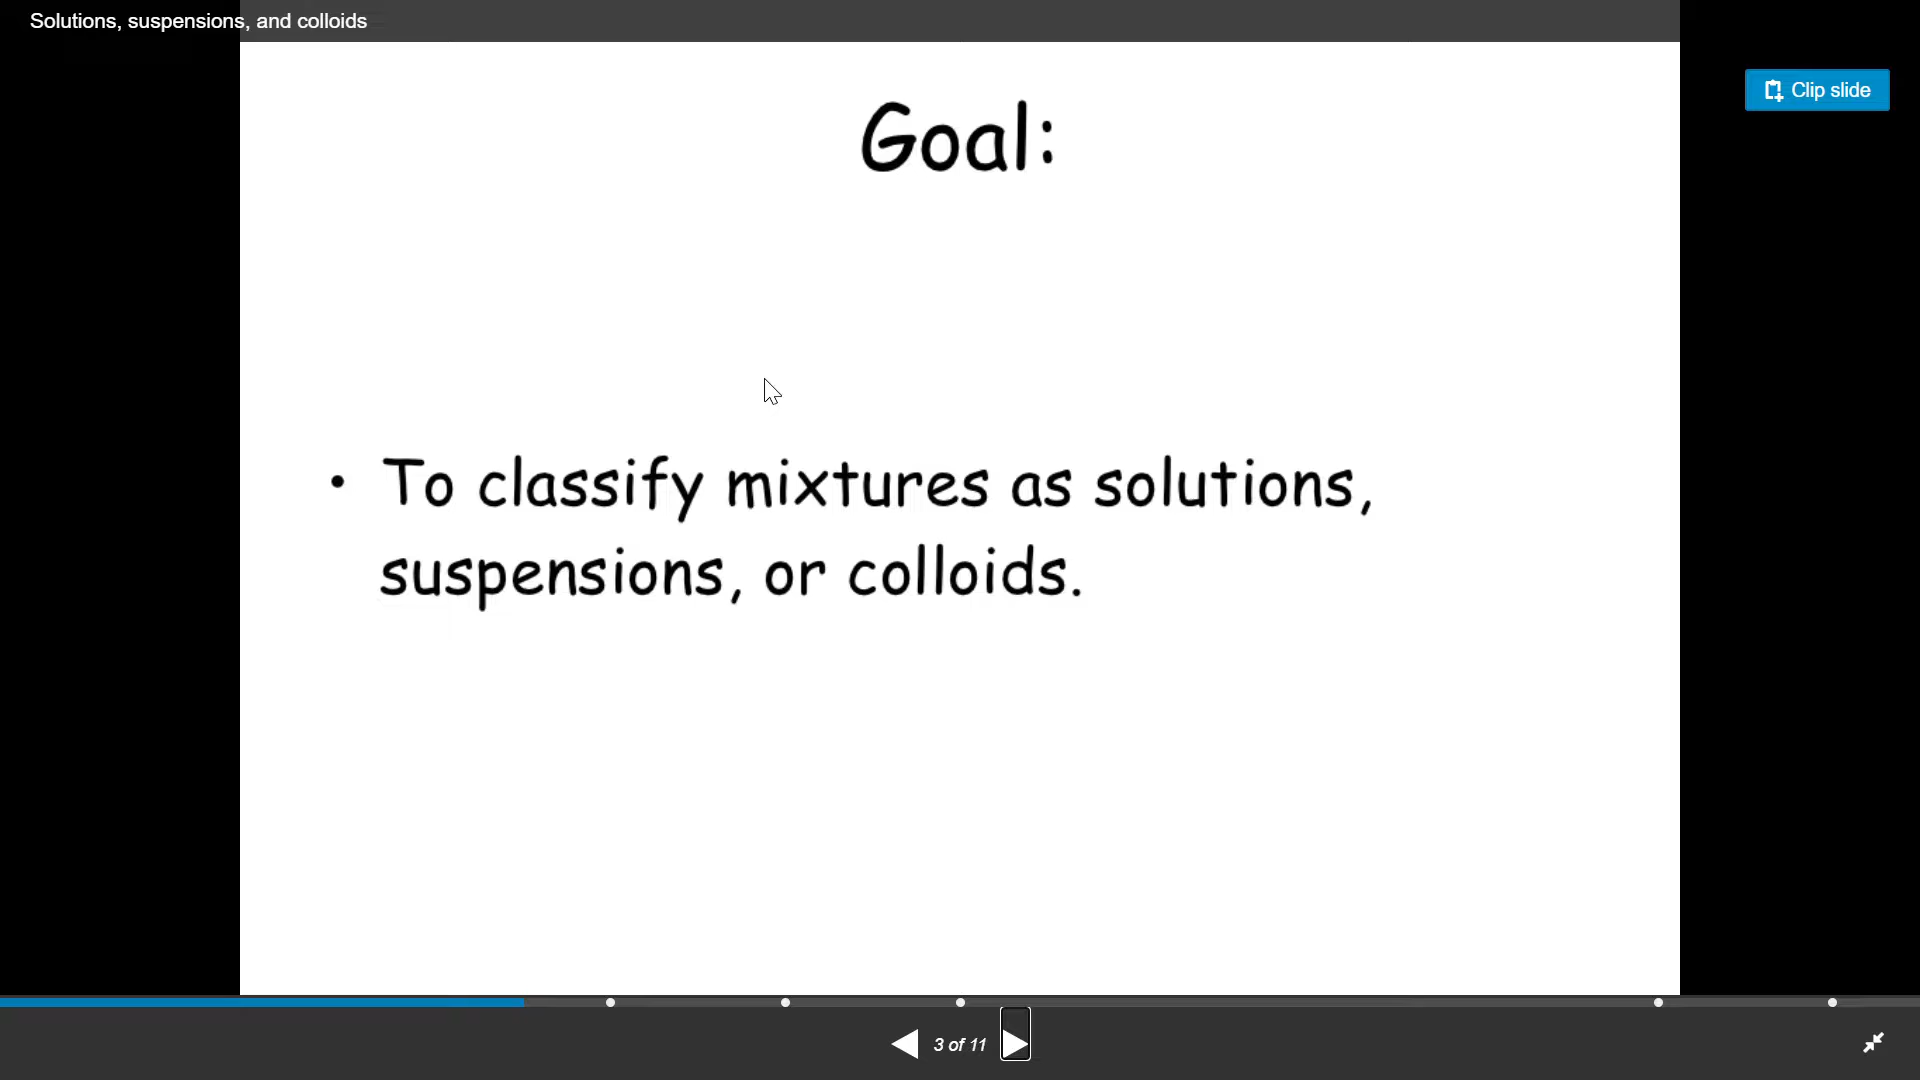 Solutions, suspensions, and colloids
Clip slide
Goal:
• To classify mixtures as solutions,
suspensions, or colloids.
3 of 11